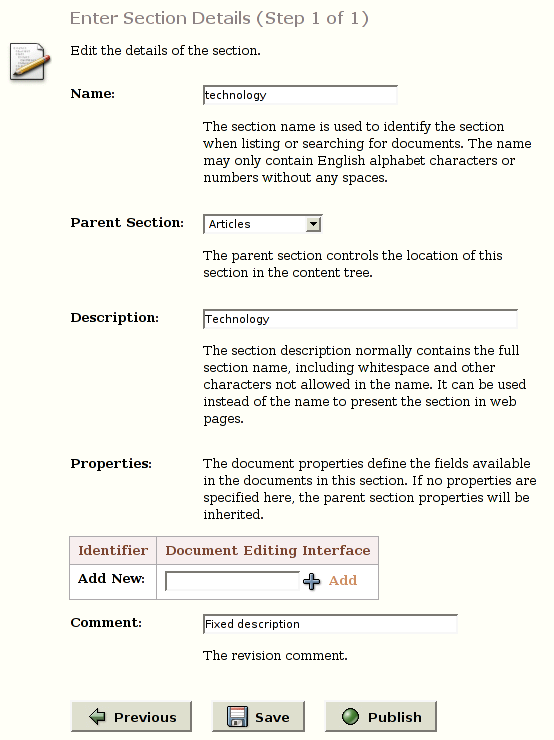 Enter Section Details (Step 1 of 1)
Edit the details of the section.
Name:
technology
The section name is used to identify the section
when listing or searching for documents. The name
may only contain English alphabet characters or
numbers without any spaces.
Parent Section:
Articles
The parent section controls the location of this
section in the content tree.
Description:
Technology
The section description normally contains the full
section name, including whitespace and other
characters not allowed in the name. It can be used
instead of the name to present the section in web
pages.
Properties:
The document properties define the fields available
in the documents in this section. If no properties are
specified here, the parent section properties will be
inherited.
Identifier Document Editing Interface
Add New: Add
Comment:
Fixed description
The revision comment.
Previous Save Publish